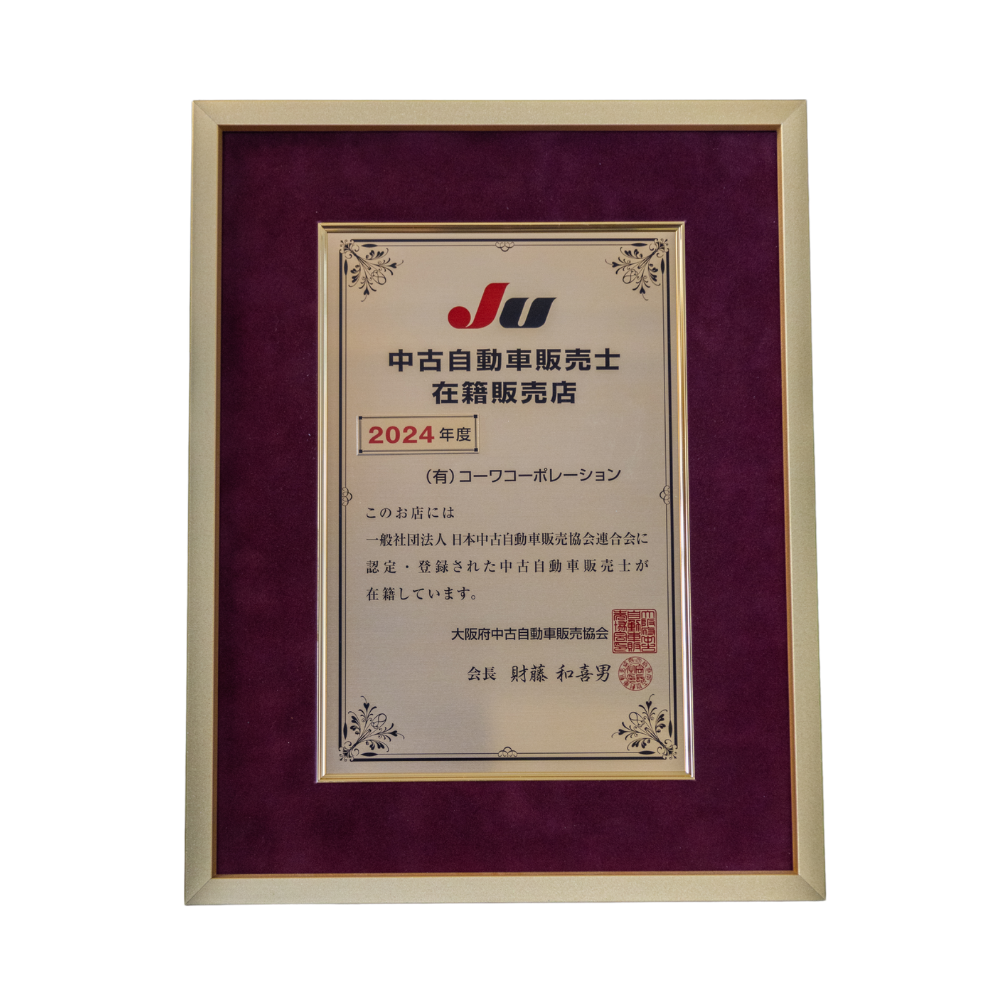 JU
中古自動車販売士
在籍販売店
2024年度
(有)コーワコーポレーション
このお店には
一般社団法人 日本中古自動車販売協会連合会に
認定・登録された中古自動車販売士が
在籍しています。
大阪府中古自動車販売協会
会長 財藤 和喜男